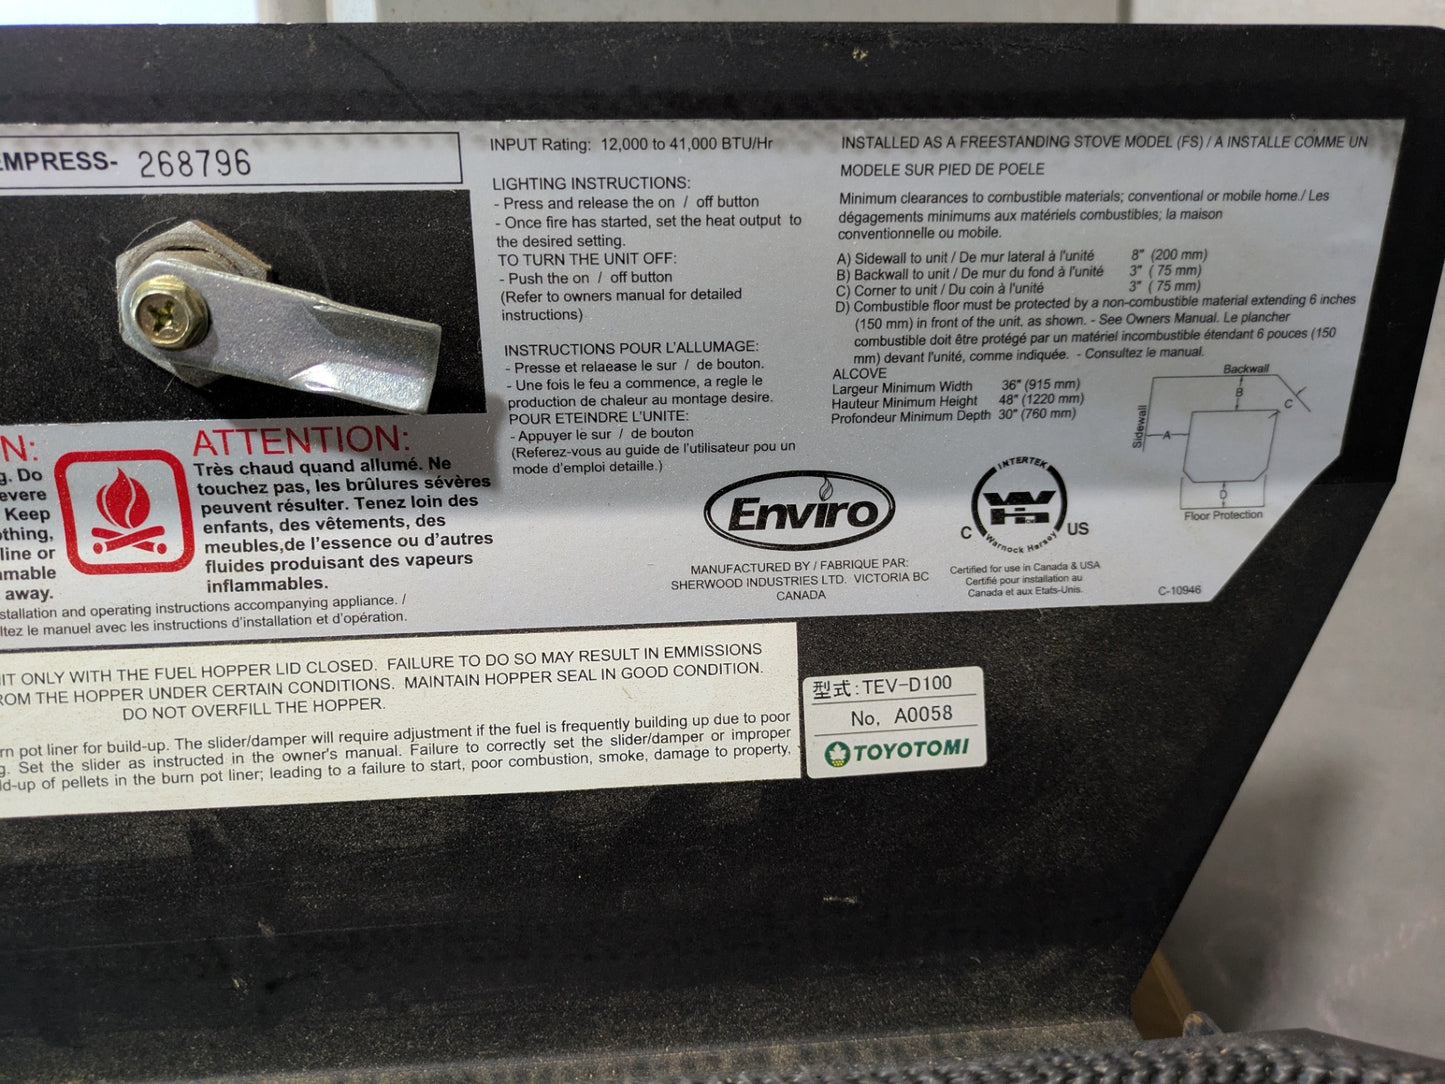 EMPRESS- 268796
INPUT Rating: 12,000 to 41,000 BTU/Hr
LIGHTING INSTRUCTIONS:
- Press and release the on / off button
- Once fire has started, set the heat output to
the desired setting.
TO TURN THE UNIT OFF:
- Push the on / off button
(Refer to owners manual for detailed
instructions)
INSTRUCTIONS POUR L'ALLUMAGE:
- Presse et relaease le sur / de bouton.
- Une fois le feu a commence, a regle le
production de chaleur au montage desire.
POUR ETEINDRE L'UNITE:
- Appuyer le sur / de bouton
(Referez-vous au guide de l'utilisateur pou un
mode d'emploi detaille.)
INSTALLED AS A FREESTANDING STOVE MODEL (FS) / A INSTALLE COMME UN
MODELE SUR PIED DE POELE
Minimum clearances to combustible materials; conventional or mobile home./ Les
dégagements minimums aux matériels combustibles; la maison
conventionnelle ou mobile.
A) Sidewall to unit / De mur lateral à l'unité 8" (200 mm)
B) Backwall to unit / De mur du fond à l'unité 3" ( 75 mm)
C) Corner to unit / Du coin à l'unité 3" ( 75 mm)
D) Combustible floor must be protected by a non-combustible material extending 6 inches
(150 mm) in front of the unit, as shown. - See Owners Manual. Le plancher
combustible doit être protégé par un matériel incombustible étendant 6 pouces (150
mm) devant l'unité, comme indiquée. - Consultez le manual.
ALCOVE
Largeur Minimum Width 36" (915 mm)
Hauteur Minimum Height 48" (1220 mm)
Profondeur Minimum Depth 30" (760 mm)
Backwall
B
C
Sidewall
A
D
Floor Protection
N:
g. Do
evere
Keep
othing,
line or
mmable
away.
ATTENTION:
Très chaud quand allumé. Ne
touchez pas, les brûlures sévères
peuvent résulter. Tenez loin des
enfants, des vêtements, des
meubles,de l'essence ou d'autres
fluides produisant des vapeurs
inflammables.
stallation and operating instructions accompanying appliance. /
ltez le manuel avec les instructions d'installation et d'opération.
Enviro
MANUFACTURED BY / FABRIQUE PAR:
SHERWOOD INDUSTRIES LTD. VICTORIA BC
CANADA
INTERTEK
C US
Warnock Hersey
Certified for use in Canada & USA
Certifié pour installation au
Canada et aux Etats-Unis.
C-10946
IT ONLY WITH THE FUEL HOPPER LID CLOSED. FAILURE TO DO SO MAY RESULT IN EMMISSIONS
ROM THE HOPPER UNDER CERTAIN CONDITIONS. MAINTAIN HOPPER SEAL IN GOOD CONDITION.
DO NOT OVERFILL THE HOPPER.
rn pot liner for build-up. The slider/damper will require adjustment if the fuel is frequently building up due to poor
g. Set the slider as instructed in the owner's manual. Failure to correctly set the slider/damper or improper
ld-up of pellets in the burn pot liner; leading to a failure to start, poor combustion, smoke, damage to property,
型式:TEV-D100
No, A0058
TOYOTOMI